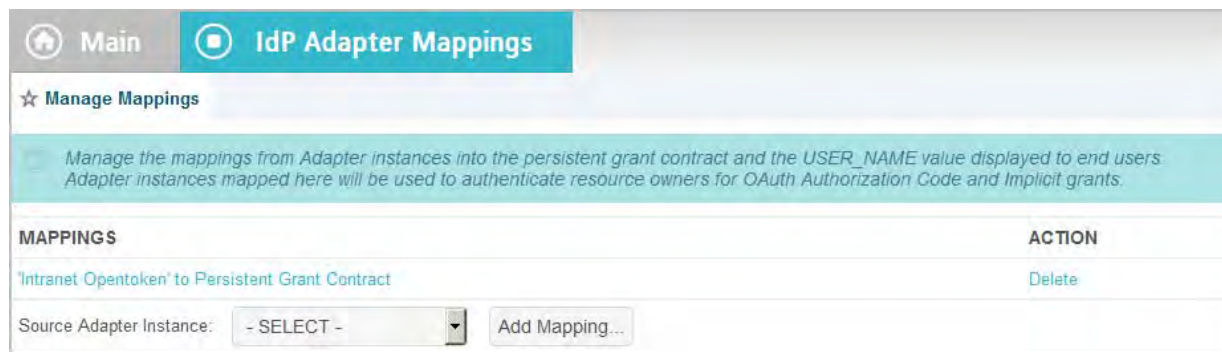 Main
IdP Adapter Mappings
Manage Mappings
Manage the mappings from Adapter instances into the persistent grant contract and the USER_NAME value displayed to end users.
Adapter instances mapped here will be used to authenticate resource owners for OAuth Authorization Code and Implicit grants.
MAPPINGS ACTION
'Intranet Opentoken' to Persistent Grant Contract Delete
Source Adapter Instance: - SELECT - Add Mapping...